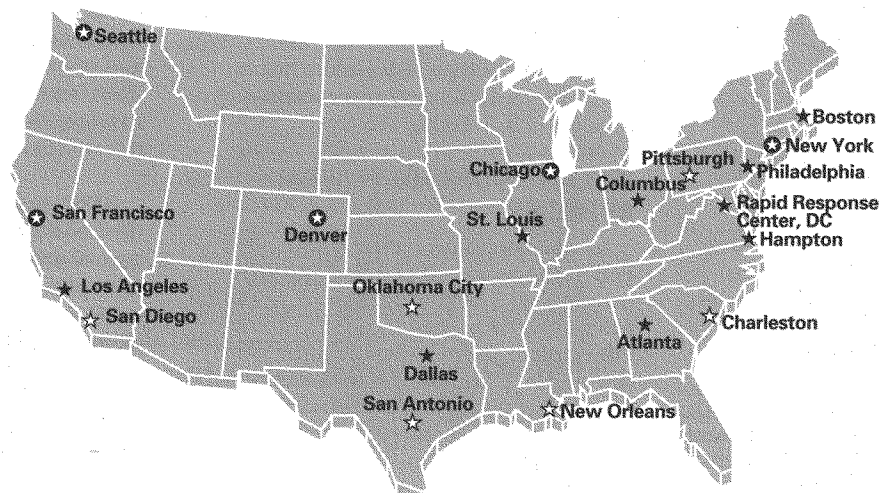 Seattle
Boston
New York
Pittsburgh
Chicago
Philadelphia
Columbus
Rapid Response
Center, DC
San Francisco
St. Louis
Denver
Hampton
Los Angeles
Oklahoma City
San Diego
Charleston
Atlanta
Dallas
San Antonio
New Orleans